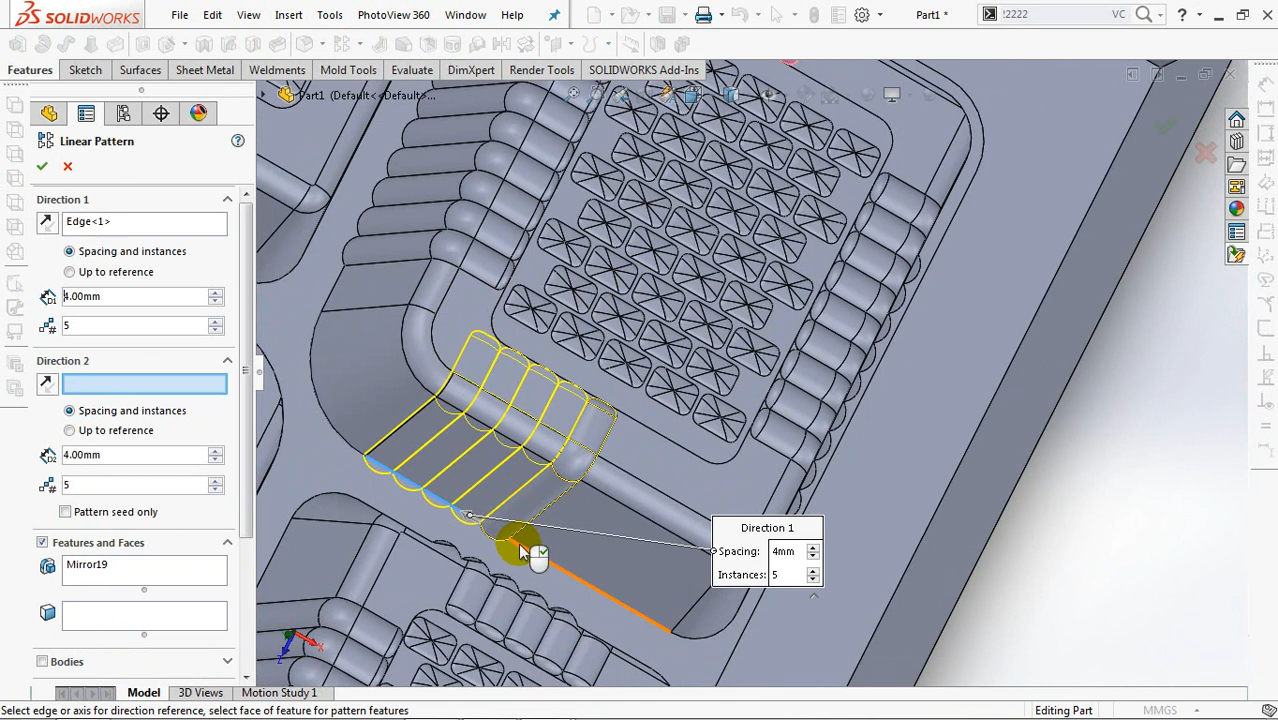 SOLIDWORKS
File Edit View Insert Tools PhotoView 360 Window Help
Part1 *
!2222
VC
Features Sketch Surfaces Sheet Metal Weldments Mold Tools Evaluate DimXpert Render Tools SOLIDWORKS Add-Ins
Part1 (Default<<Default>...
Linear Pattern
Direction 1
Edge<1>
Spacing and instances
Up to reference
D1
4.00mm
5
Direction 2
Spacing and instances
Up to reference
D2
4.00mm
5
Pattern seed only
Features and Faces
Mirror19
Bodies
Direction 1
Spacing: 4mm
Instances: 5
X
Z
Model 3D Views Motion Study 1
Select edge or axis for direction reference, select face of feature for pattern features
Editing Part
MMGS